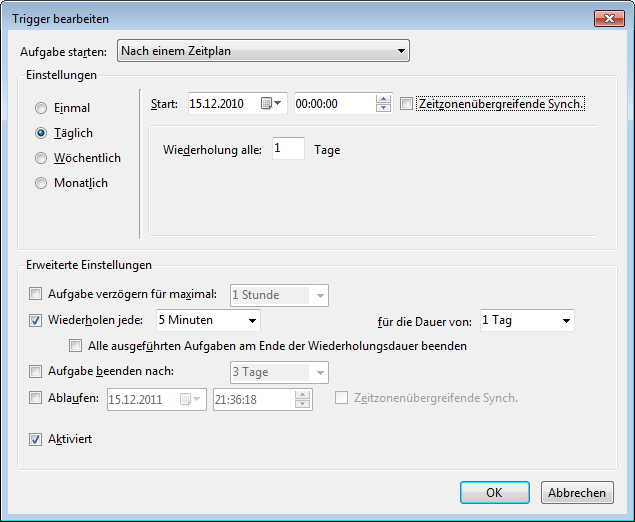 Trigger bearbeiten
Aufgabe starten: Nach einem Zeitplan
Einstellungen
Einmal
Täglich
Wöchentlich
Monatlich
Start: 15.12.2010 00:00:00 Zeitzonenübergreifende Synch.
Wiederholung alle: 1 Tage
Erweiterte Einstellungen
Aufgabe verzögern für maximal: 1 Stunde
Wiederholen jede: 5 Minuten für die Dauer von: 1 Tag
Alle ausgeführten Aufgaben am Ende der Wiederholungsdauer beenden
Aufgabe beenden nach: 3 Tage
Ablaufen: 15.12.2011 21:36:18 Zeitzonenübergreifende Synch.
Aktiviert
OK Abbrechen